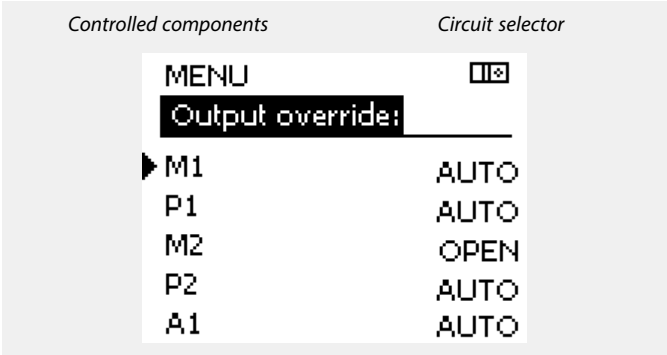 Controlled components Circuit selector
MENU
Output override:
M1 AUTO
P1 AUTO
M2 OPEN
P2 AUTO
A1 AUTO